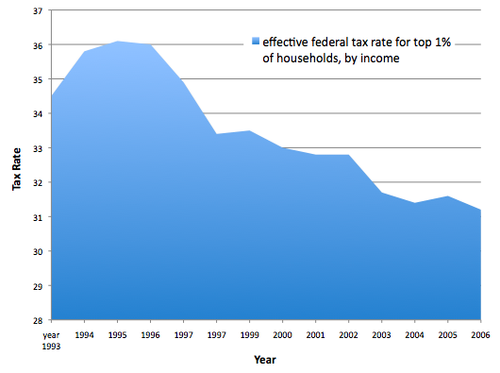 37
36
35
34
33
32
31
30
29
28
Tax Rate
effective federal tax rate for top 1%
of households, by income
year 1994 1995 1996 1997 1997 1999 2000 2001 2002 2003 2004 2005 2006
1993
Year